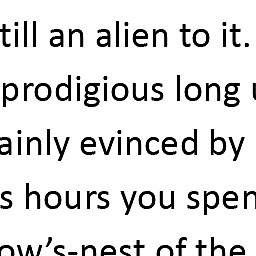 till an alien to it.
prodigious long
ainly evinced by
s hours you spen
ow's-nest of the